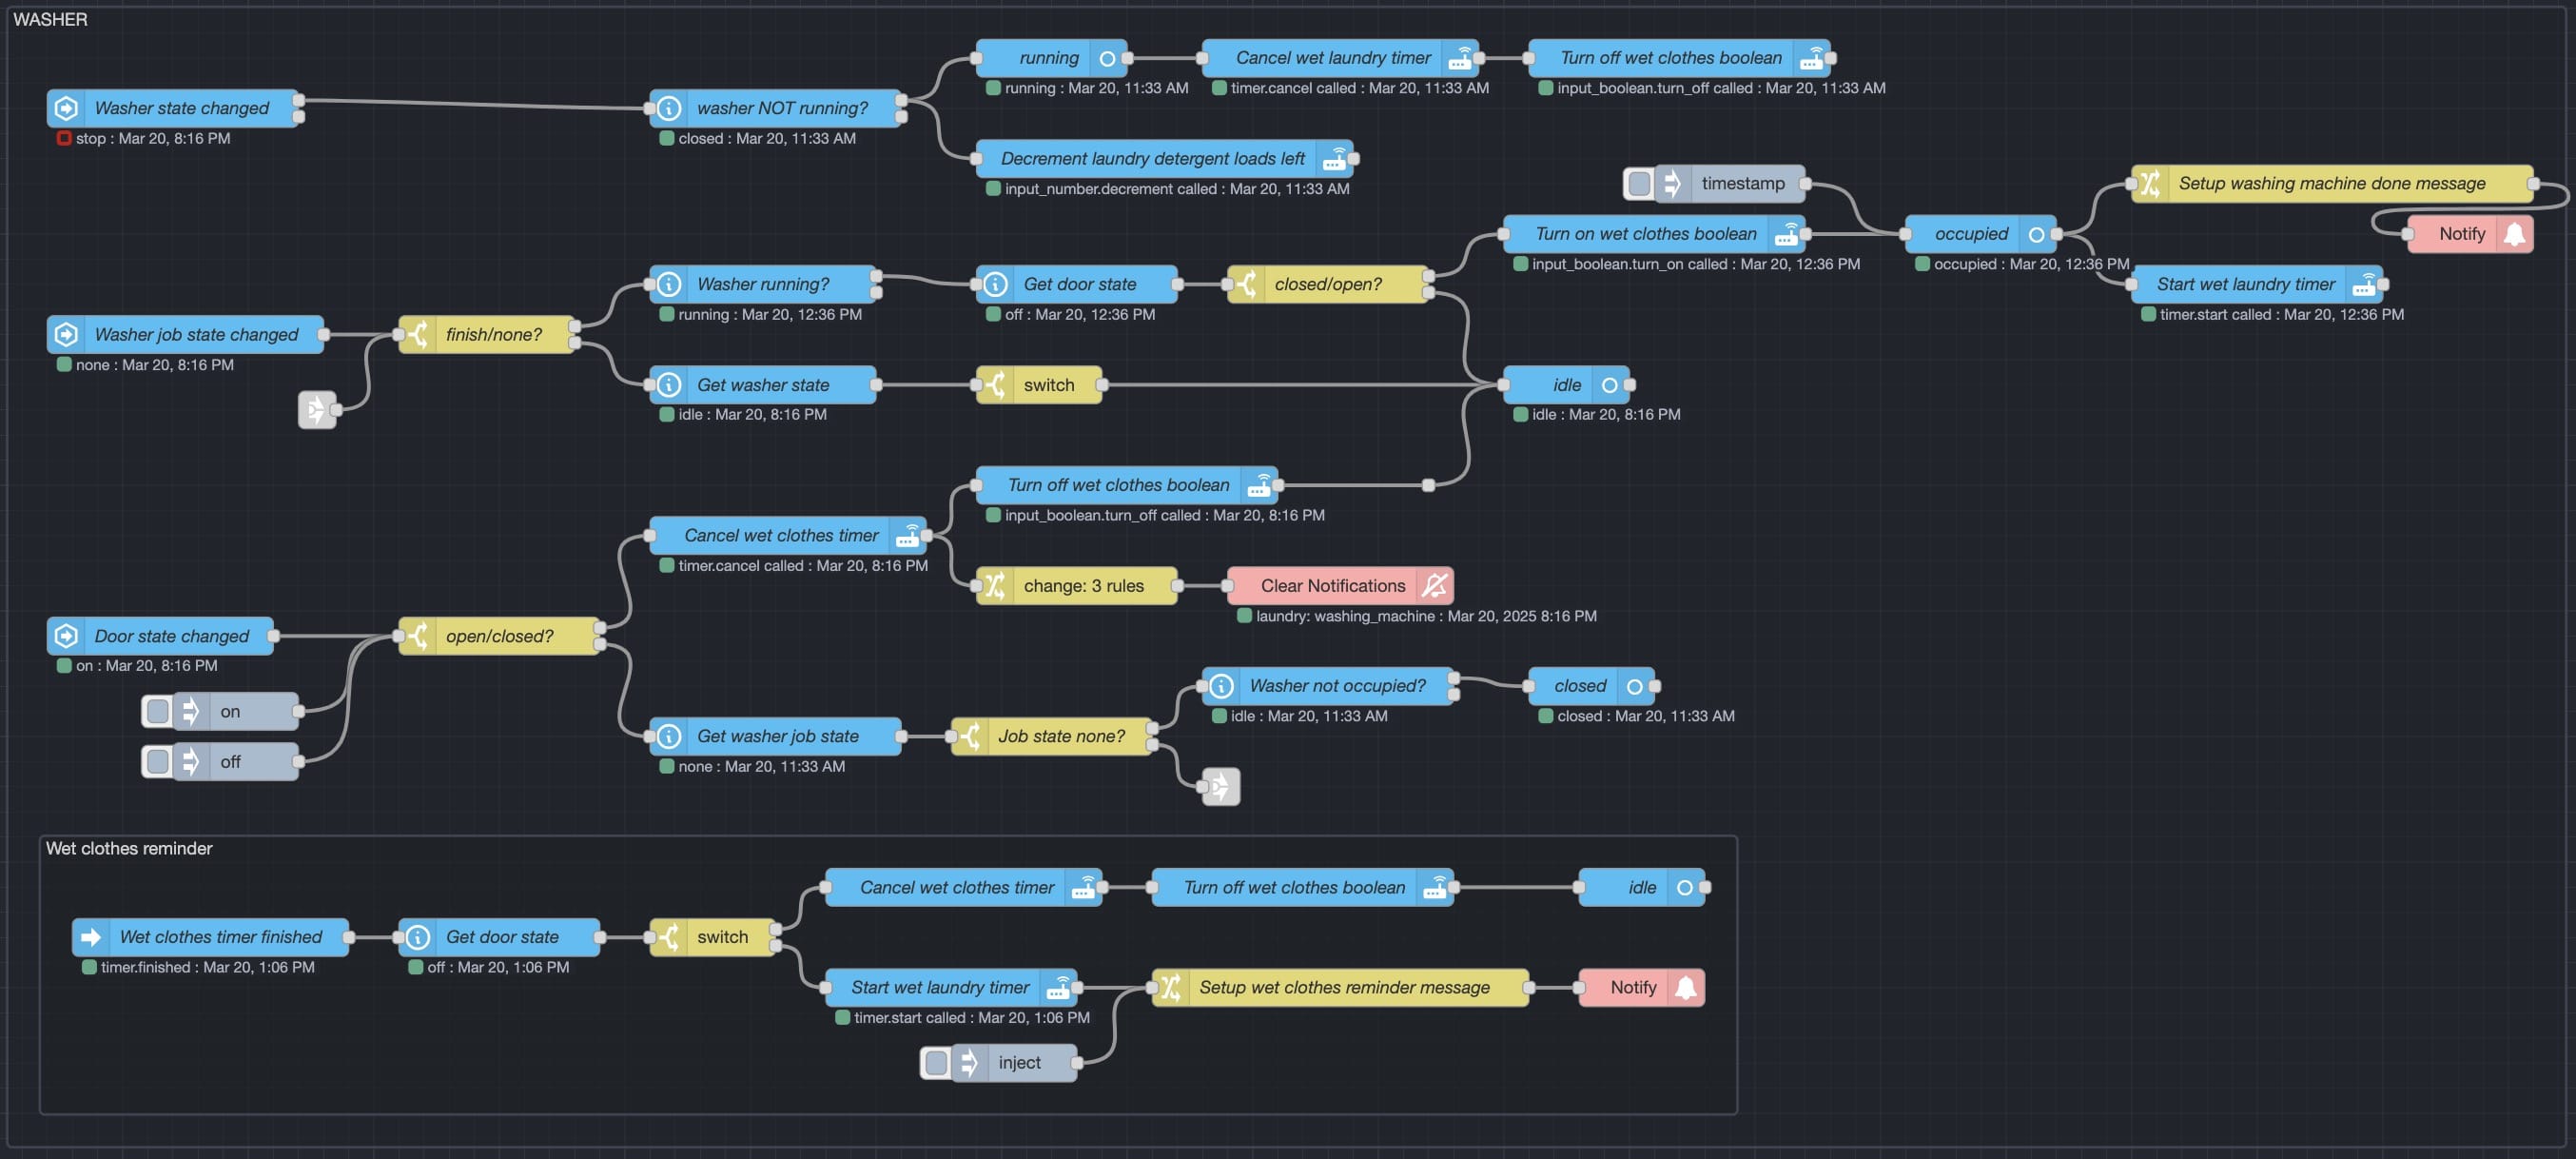 WASHER
running
Cancel wet laundry timer
Turn off wet clothes boolean
running : Mar 20, 11:33 AM
timer.cancel called : Mar 20, 11:33 AM
input_boolean.turn_off called : Mar 20, 11:33 AM
Washer state changed
washer NOT running?
stop : Mar 20, 8:16 PM
closed : Mar 20, 11:33 AM
Decrement laundry detergent loads left
input_number.decrement called : Mar 20, 11:33 AM
timestamp
Setup washing machine done message
Turn on wet clothes boolean
occupied
Notify
input_boolean.turn_on called : Mar 20, 12:36 PM
occupied : Mar 20, 12:36 PM
Washer running?
Get door state
closed/open?
Start wet laundry timer
running : Mar 20, 12:36 PM
off : Mar 20, 12:36 PM
timer.start called : Mar 20, 12:36 PM
Washer job state changed
finish/none?
none : Mar 20, 8:16 PM
Get washer state
switch
idle
idle : Mar 20, 8:16 PM
idle : Mar 20, 8:16 PM
Turn off wet clothes boolean
input_boolean.turn_off called : Mar 20, 8:16 PM
Cancel wet clothes timer
timer.cancel called : Mar 20, 8:16 PM
change: 3 rules
Clear Notifications
laundry: washing_machine : Mar 20, 2025 8:16 PM
Door state changed
open/closed?
on : Mar 20, 8:16 PM
Washer not occupied?
closed
idle : Mar 20, 11:33 AM
closed : Mar 20, 11:33 AM
on
Get washer job state
Job state none?
off
none : Mar 20, 11:33 AM
Wet clothes reminder
Cancel wet clothes timer
Turn off wet clothes boolean
idle
Wet clothes timer finished
Get door state
switch
timer.finished : Mar 20, 1:06 PM
off : Mar 20, 1:06 PM
Start wet laundry timer
Setup wet clothes reminder message
Notify
timer.start called : Mar 20, 1:06 PM
inject